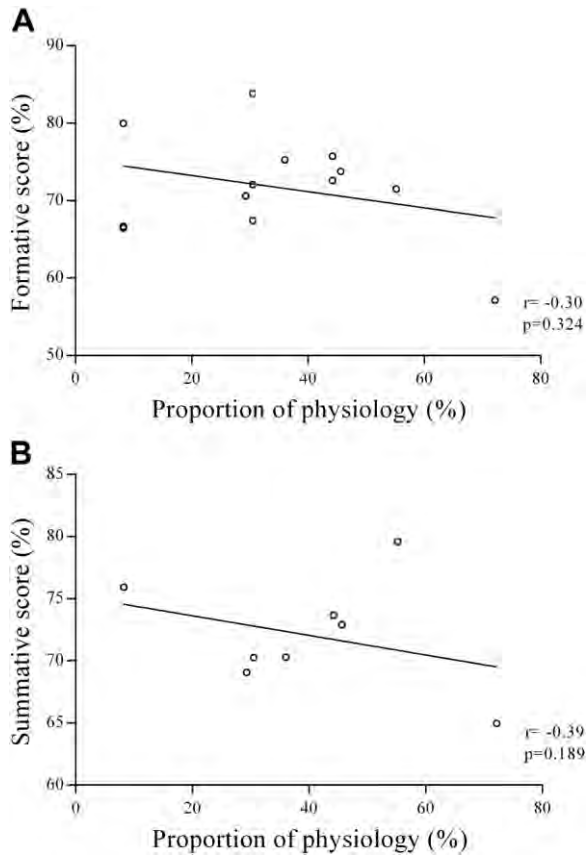 A
90
80
70
60
50
Formative score (%)
0
20
40
60
80
Proportion of physiology (%)
r= -0.30
p=0.324
B
85
80
75
70
65
60
Summative score (%)
0
20
40
60
80
Proportion of physiology (%)
r= -0.39
p=0.189